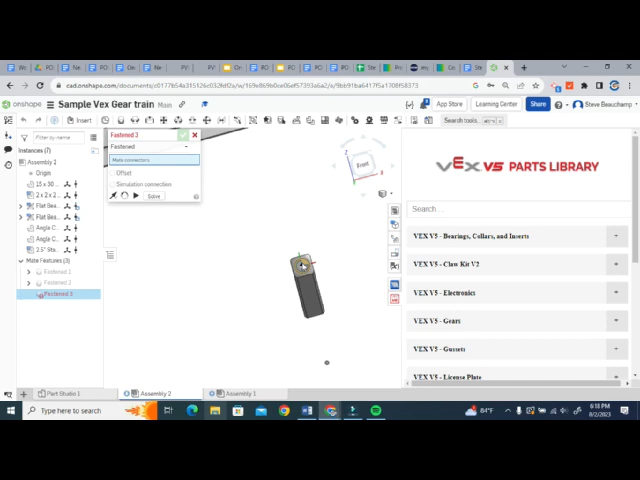 cad.onshape.com/documents/
onshape
Sample Vex Gear train
Main
App Store
Learning Center
Share
Steve Beauchamp
Insert
Search tools...
Filter by name
Instances (7)
Assembly 2
Origin
Flat Bea...
Flat Bea...
Angle C...
Angle C...
2.5" Sta...
Mate Features (3)
Fastened 1
Fastened 2
Fastened 3
Fastened 3
Fastened
Mate connectors
Offset
Simulation connection
Solve
Front
Z
X
VEX V5 PARTS LIBRARY
Search ...
VEX V5 - Bearings, Collars, and Inserts
VEX V5 - Claw Kit V2
VEX V5 - Electronics
VEX V5 - Gears
VEX V5 - Gussets
VEX V5 - License Plate
Part Studio 1
Assembly 2
Assembly 1
Type here to search
84°F
6:18 PM
8/2/2023